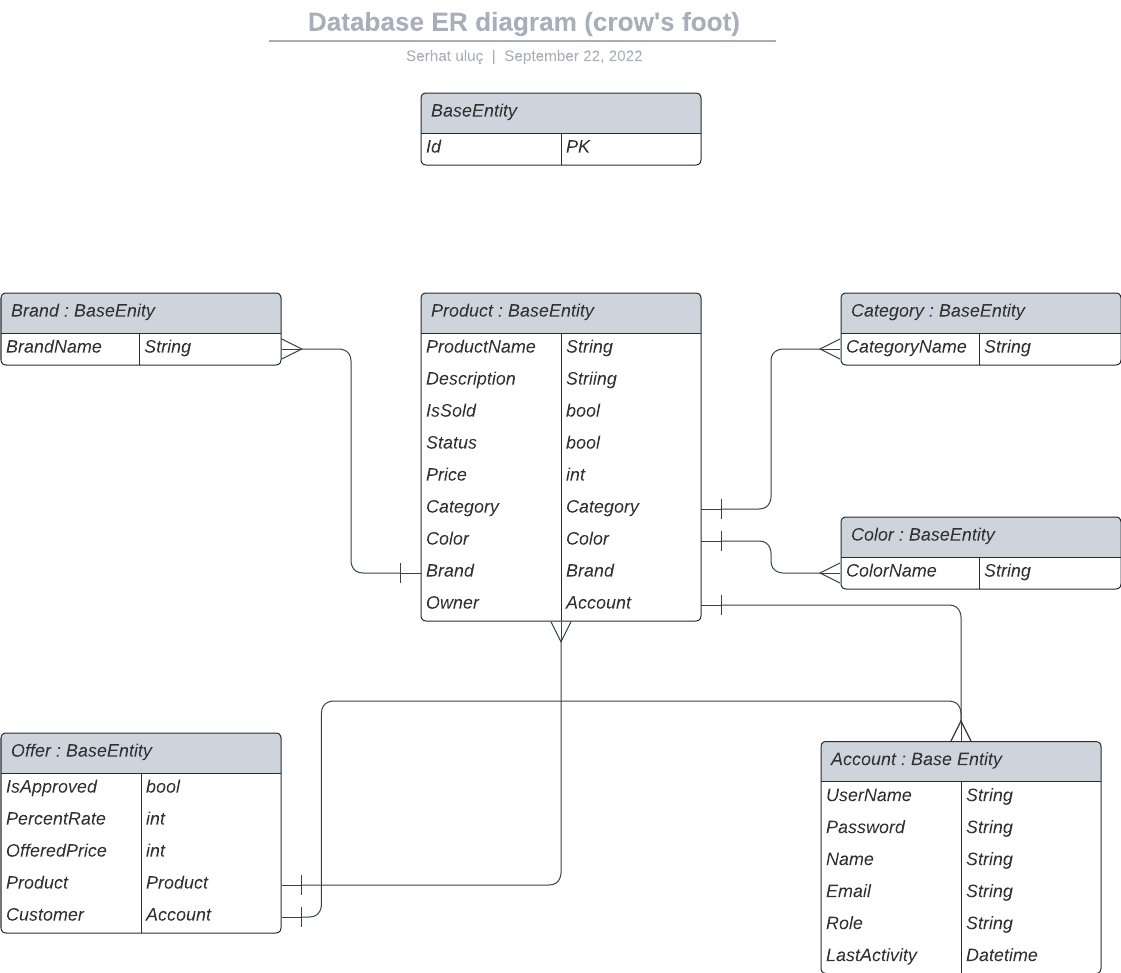 Database ER diagram (crow's foot)
Serhat uluç | September 22, 2022
BaseEntity
Id PK
Brand : BaseEnity
BrandName String
Product : BaseEntity
ProductName String
Description Striing
IsSold bool
Status bool
Price int
Category Category
Color Color
Brand Brand
Owner Account
Category : BaseEntity
CategoryName String
Color : BaseEntity
ColorName String
Offer : BaseEntity
IsApproved bool
PercentRate int
OfferedPrice int
Product Product
Customer Account
Account : Base Entity
UserName String
Password String
Name String
Email String
Role String
LastActivity Datetime